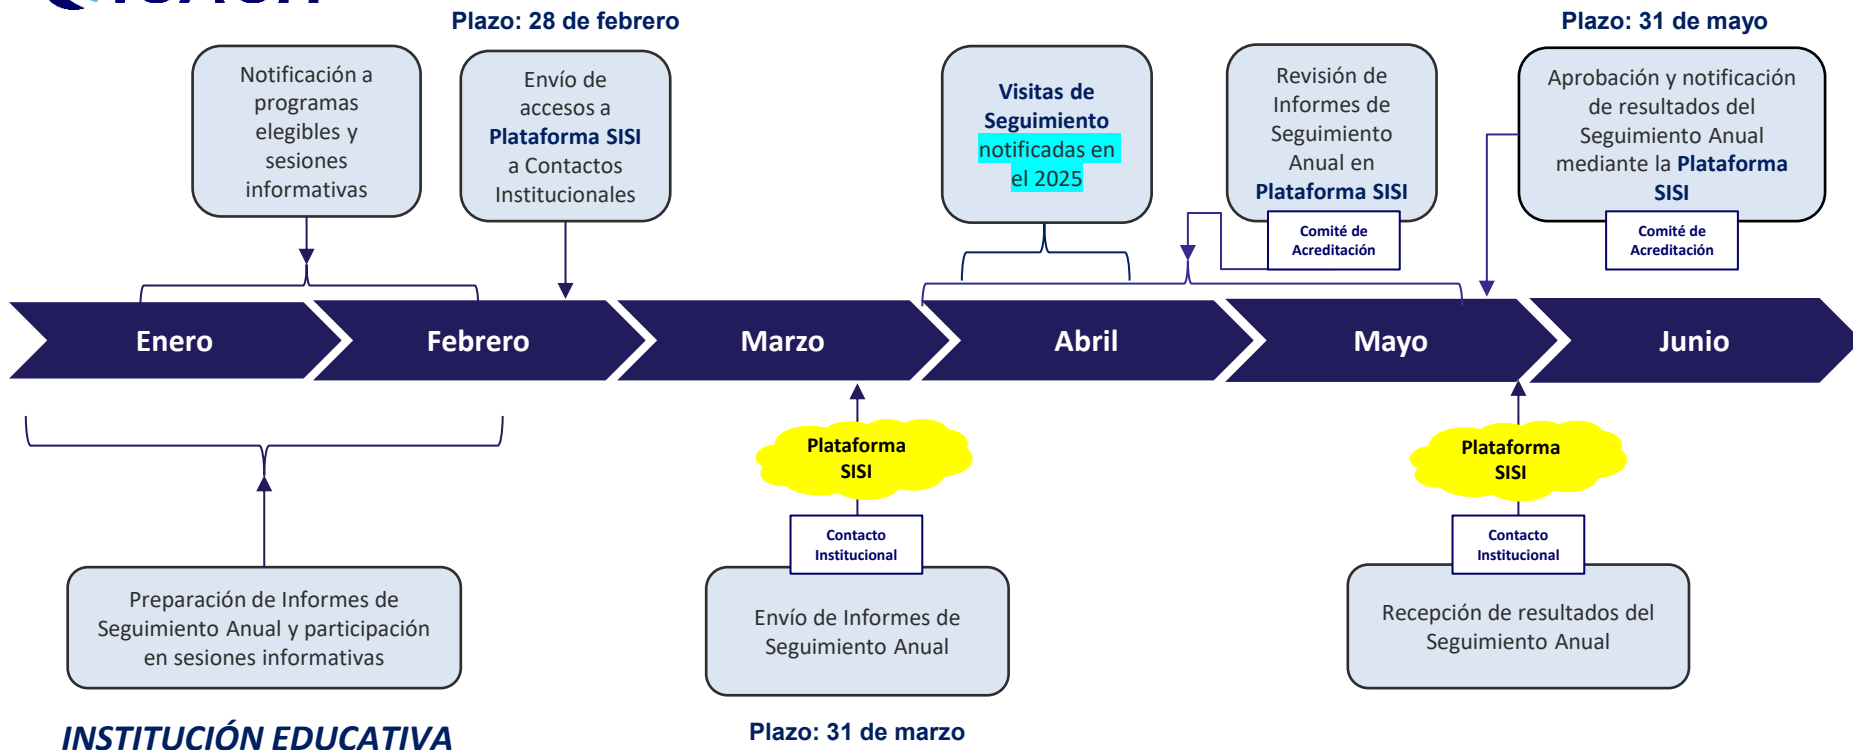 Plazo: 28 de febrero
Plazo: 31 de mayo
Notificación a
programas
elegibles y
sesiones
informativas
Envío de
accesos a
Plataforma SISI
a Contactos
Institucionales
Visitas de
Seguimiento
notificadas en
el 2025
Revisión de
Informes de
Seguimiento
Anual en
Plataforma SISI
Comité de
Acreditación
Aprobación y notificación
de resultados del
Seguimiento Anual
mediante la Plataforma
SISI
Comité de
Acreditación
Enero
Febrero
Marzo
Abril
Mayo
Junio
Plataforma
SISI
Contacto
Institucional
Plataforma
SISI
Contacto
Institucional
Preparación de Informes de
Seguimiento Anual y participación
en sesiones informativas
Envío de Informes de
Seguimiento Anual
Recepción de resultados del
Seguimiento Anual
INSTITUCIÓN EDUCATIVA
Plazo: 31 de marzo